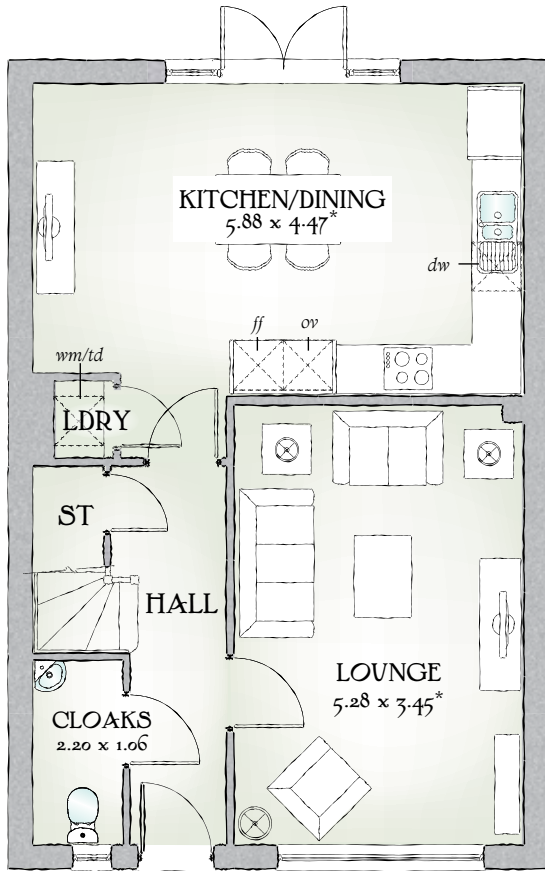 KITCHEN/DINING
5.88 x 4.47*
dw
ff
ov
wm/td
LDRY
ST
HALL
LOUNGE
5.28 x 3.45*
CLOAKS
2.20 x 1.06